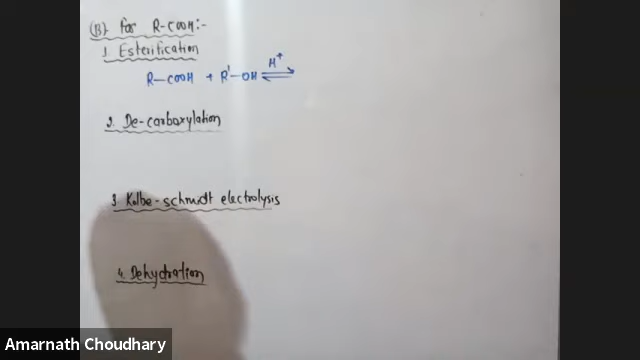 (B) for R-COOH:-
1. Esterification
R-COOH + R'-OH ⇌ H⁺
2. De-carboxylation
3. Kolbe-schmidt electrolysis
4. Dehydration
Amarnath Choudhary